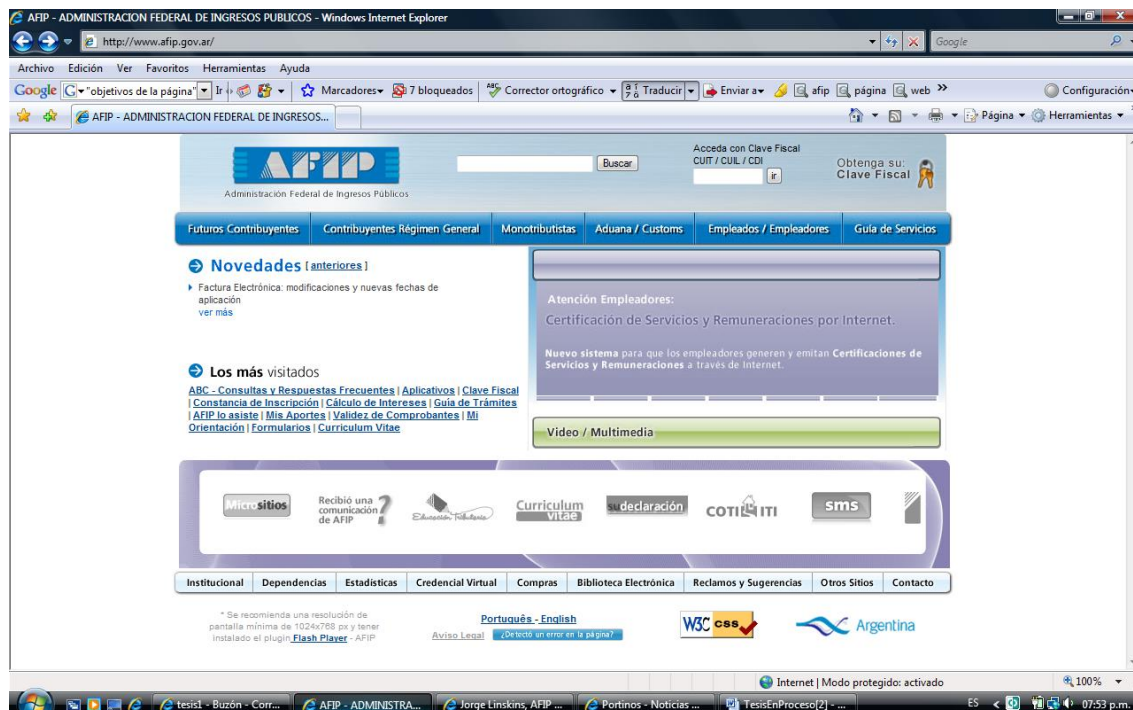 AFIP - ADMINISTRACION FEDERAL DE INGRESOS PUBLICOS - Windows Internet Explorer
http://www.afip.gov.ar/
Google
Archivo Edición Ver Favoritos Herramientas Ayuda
Google "objetivos de la página" Ir Marcadores 7 bloqueados Corrector ortográfico Traducir Enviar a afip página web Configuración
AFIP - ADMINISTRACION FEDERAL DE INGRESOS... Página Herramientas
AFIP
Administración Federal de Ingresos Públicos
Buscar
Acceda con Clave Fiscal
CUIT / CUIL / CDI
ir
Obtenga su:
Clave Fiscal
Futuros Contribuyentes Contribuyentes Régimen General Monotributistas Aduana / Customs Empleados / Empleadores Guía de Servicios
Novedades [ anteriores ]
Factura Electrónica: modificaciones y nuevas fechas de
aplicación
ver más
Atención Empleadores:
Certificación de Servicios y Remuneraciones por Internet.
Nuevo sistema para que los empleadores generen y emitan Certificaciones de
Servicios y Remuneraciones a través de Internet.
Los más visitados
ABC - Consultas y Respuestas Frecuentes | Aplicativos | Clave Fiscal
| Constancia de Inscripción | Cálculo de Intereses | Guía de Trámites
| AFIP lo asiste | Mis Aportes | Validez de Comprobantes | Mi
Orientación | Formularios | Curriculum Vitae
Video / Multimedia
Micrositios
Recibió una
comunicación
de AFIP ?
Educación Tributaria
Curriculum
vitae
sudeclaración
COTI ITI
sms
Institucional Dependencias Estadísticas Credencial Virtual Compras Biblioteca Electrónica Reclamos y Sugerencias Otros Sitios Contacto
* Se recomienda una resolución de
pantalla mínima de 1024x768 px y tener
instalado el plugin Flash Player - AFIP
Português - English
Aviso Legal ¿Detectó un error en la página?
W3C css
Argentina
Internet | Modo protegido: activado 100%
tesis1 - Buzón - Corr... AFIP - ADMINISTRA... Jorge Linskins, AFIP ... Portinos - Noticias ... TesisEnProceso[2] - ... ES 07:53 p.m.